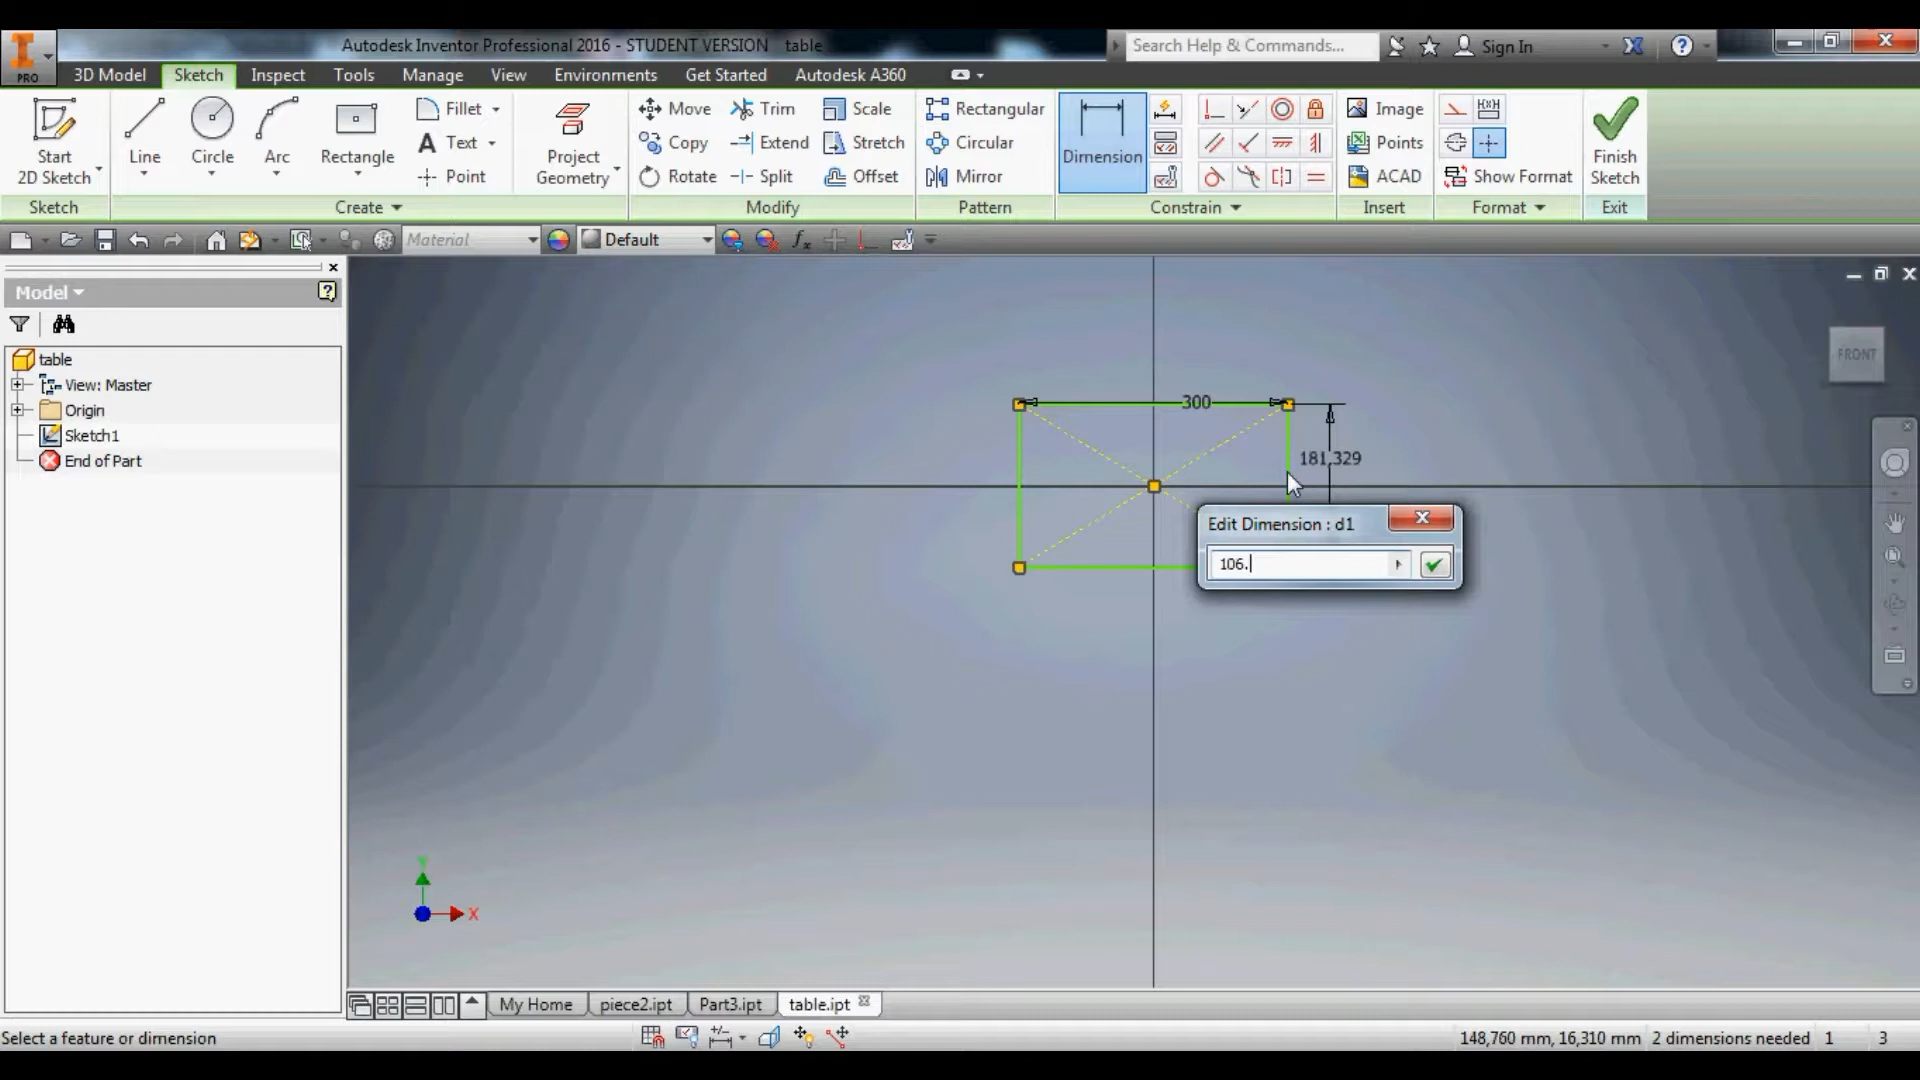 Autodesk Inventor Professional 2016 - STUDENT VERSION table
Search Help & Commands...
Sign In
PRO
3D Model
Sketch
Inspect
Tools
Manage
View
Environments
Get Started
Autodesk A360
Start
2D Sketch
Line
Circle
Arc
Rectangle
Fillet
Text
Point
Project
Geometry
Move
Copy
Rotate
Trim
Extend
Split
Scale
Stretch
Offset
Rectangular
Circular
Mirror
Dimension
Image
Points
ACAD
Show Format
Finish
Sketch
Sketch
Create
Modify
Pattern
Constrain
Insert
Format
Exit
Material
Default
fx
Model
table
View: Master
Origin
Sketch1
End of Part
FRONT
300
181,329
Edit Dimension : d1
106.
Y
X
My Home
piece2.ipt
Part3.ipt
table.ipt
Select a feature or dimension
148,760 mm, 16,310 mm 2 dimensions needed 1 3